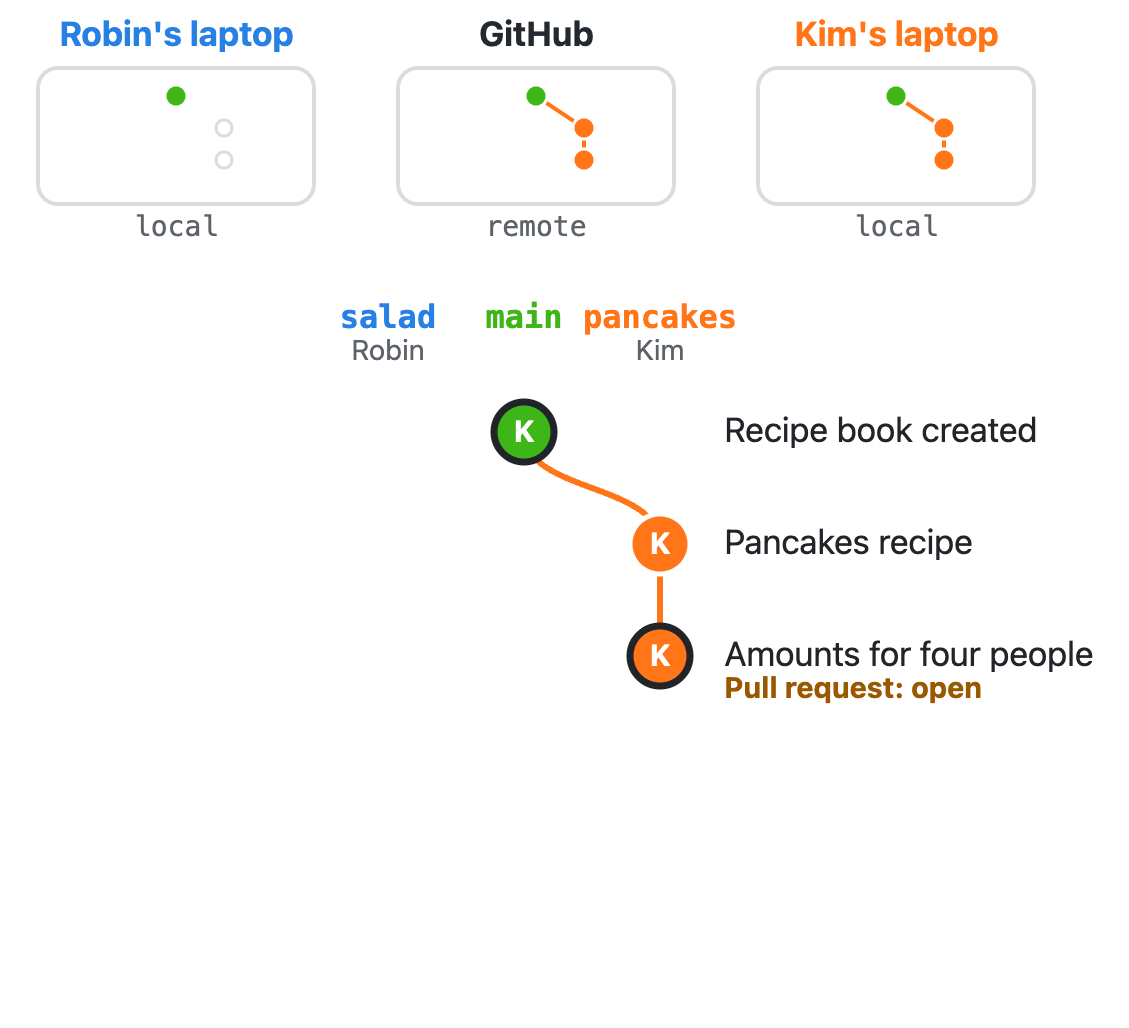 Robin's laptop GitHub Kim's laptop
local remote local
salad main pancakes
Robin Kim
K Recipe book created
K Pancakes recipe
K Amounts for four people
Pull request: open